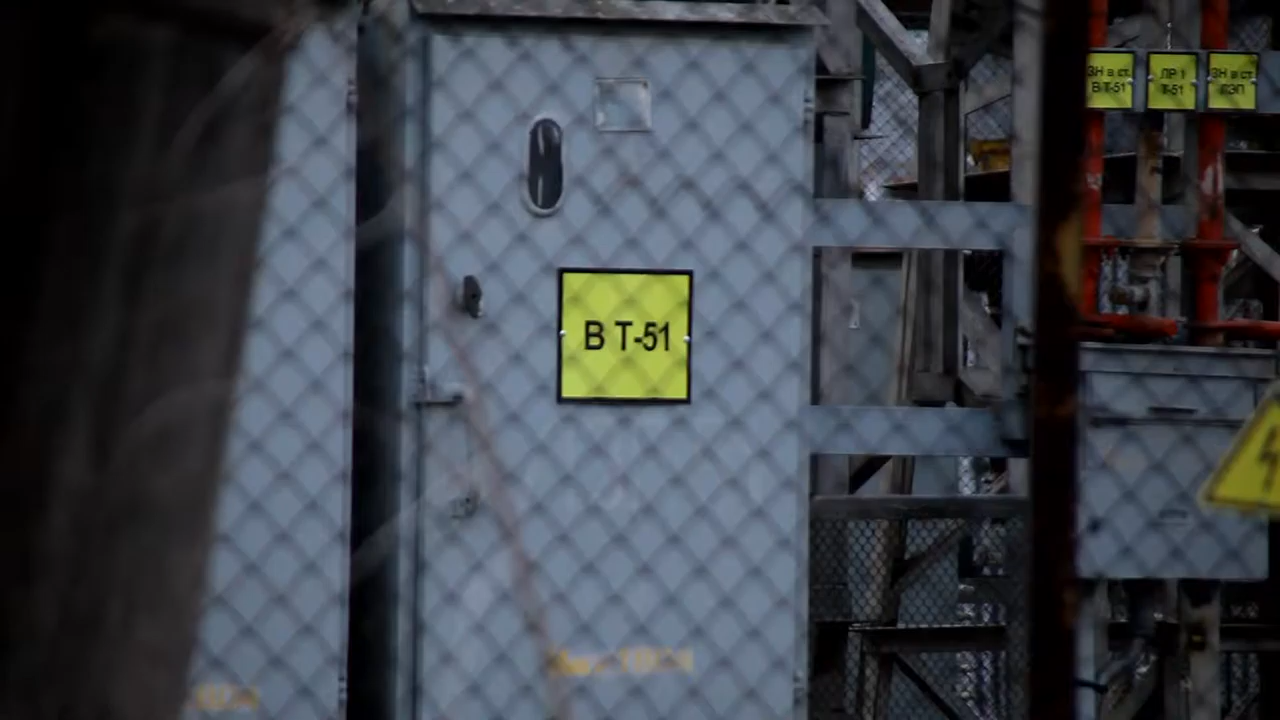 В Т-51
ЗН в ст.
В Т-51
ЛР 1
Т-51
ЗН в ст.
ЛЭП